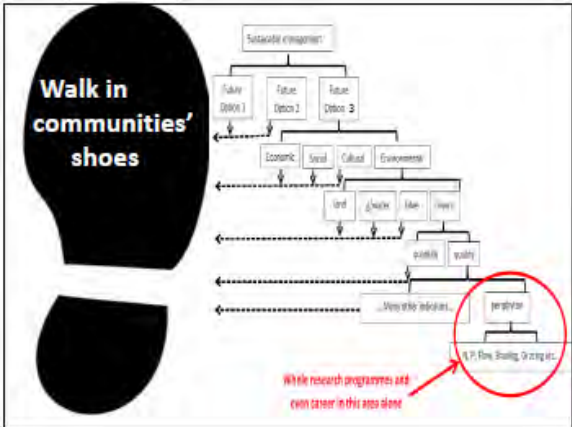 Walk in
communities'
shoes
Sustainable management
Future
Option 1
Future
Option 2
Future
Option 3
Economic
Social
Cultural
Environmental
land
water
lakes
rivers
quantity
quality
...Many other indicators...
periphyton
N, P, Flow, Shading, Grazing etc..
Whole research programmes and
even career in this area alone